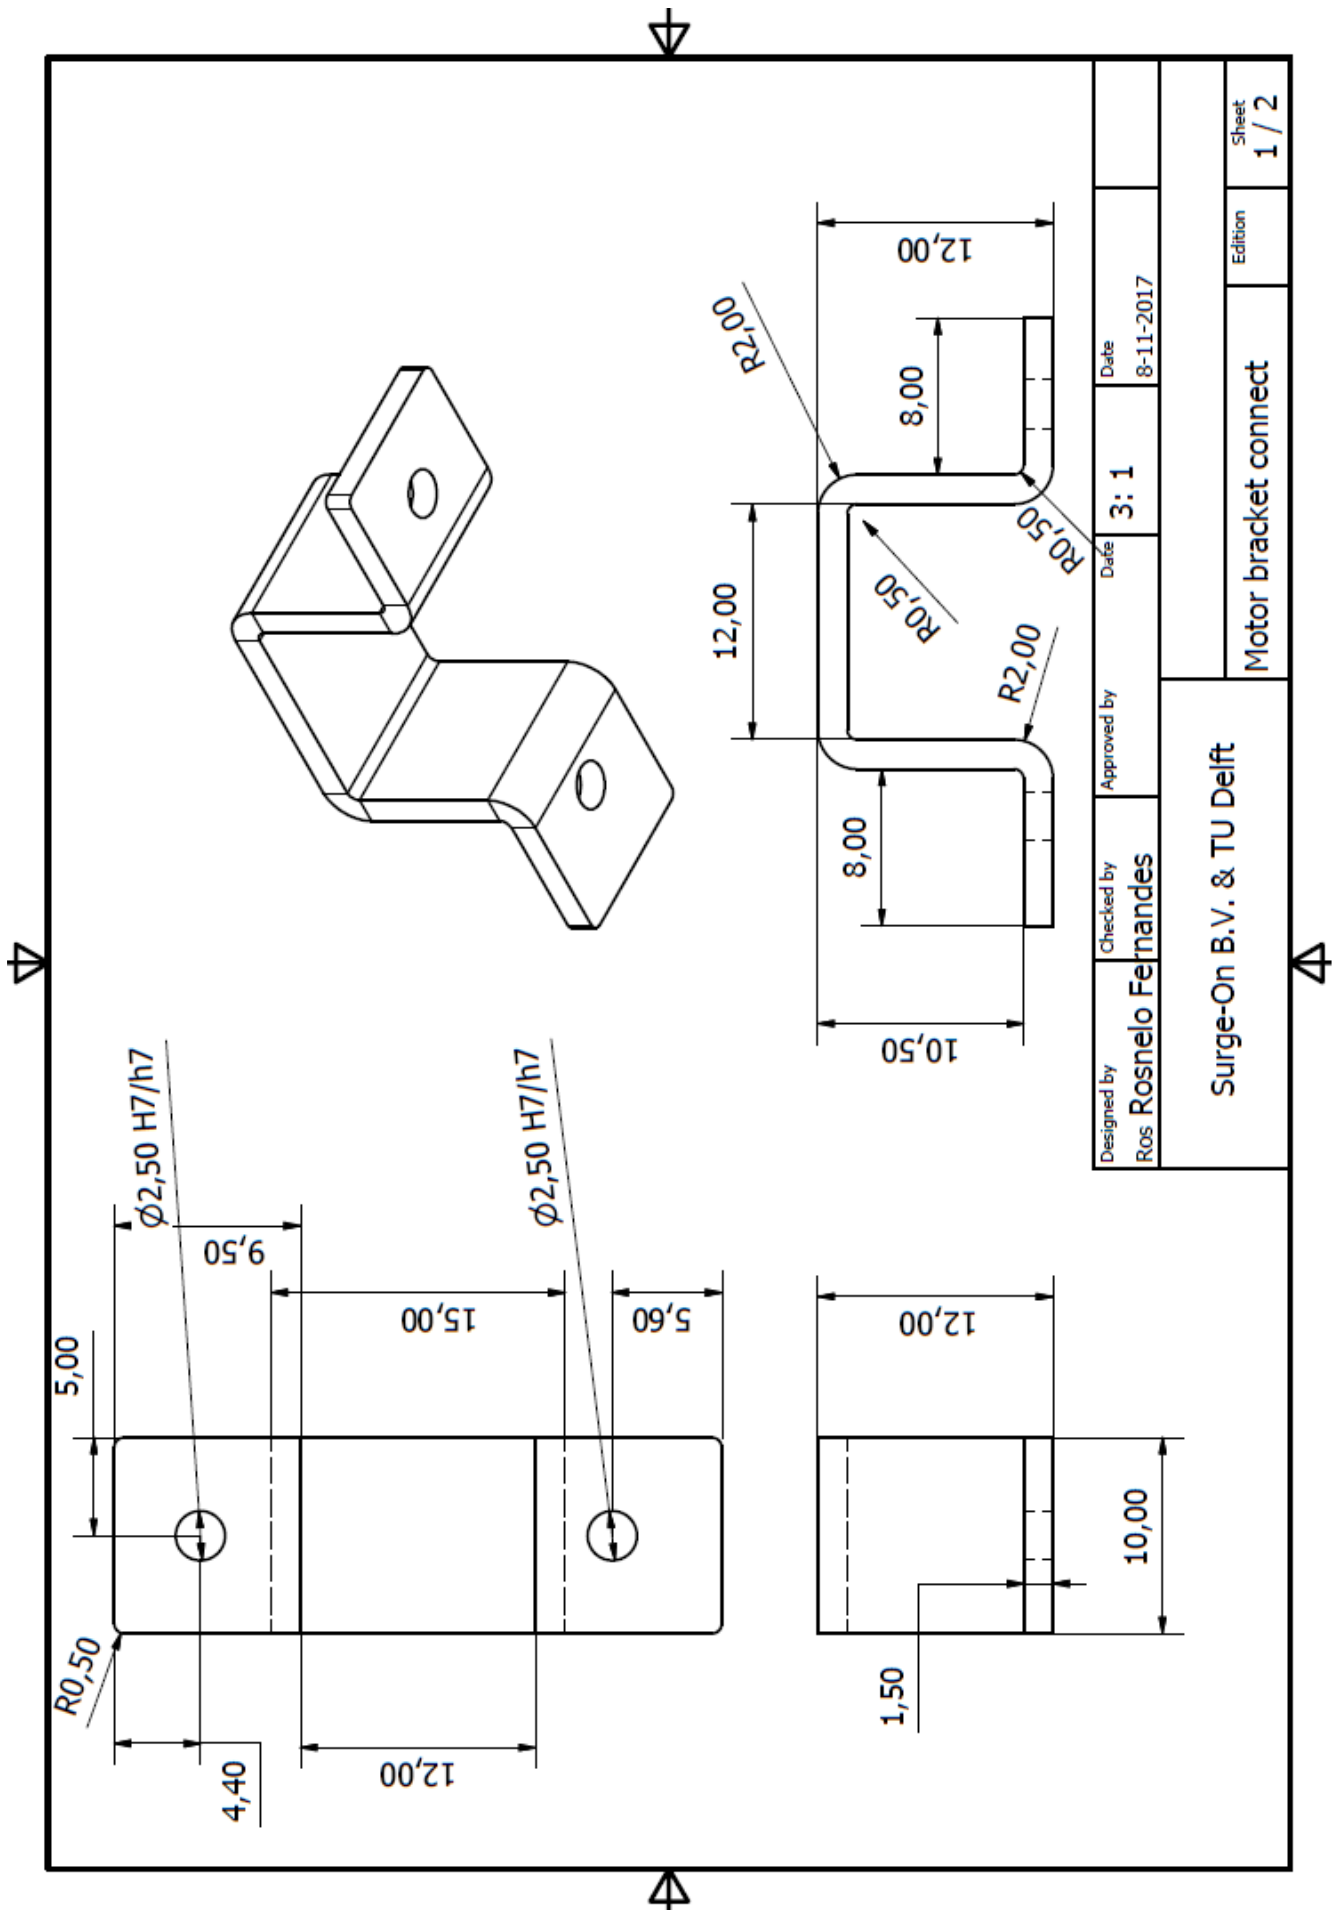 5,00
R0,50
4,40
12,00
9,50
15,00
5,60
Ø2,50 H7/h7
Ø2,50 H7/h7
12,00
10,00
1,50
R2,00
12,00
8,00
12,00
R0,50
R0,50
R2,00
8,00
10,50
Designed by
Ros Rosnelo Fernandes
Checked by
Approved by
Date
3: 1
Date
8-11-2017
Surge-On B.V. & TU Delft
Motor bracket connect
Edition
Sheet
1 / 2